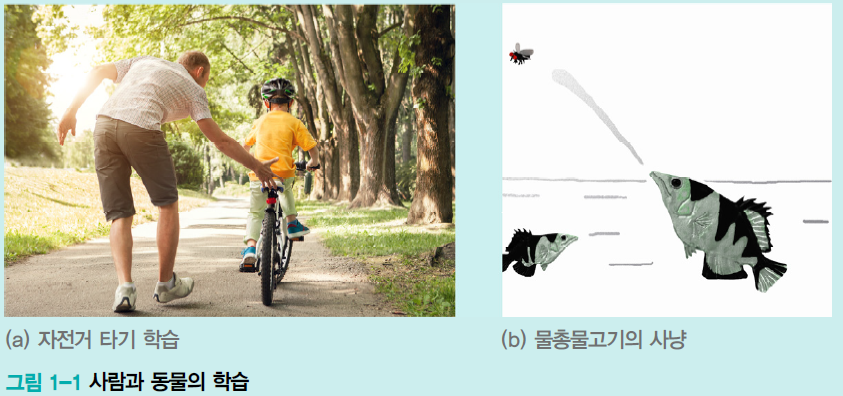 (a) 자전거 타기 학습
(b) 물총물고기의 사냥
그림 1-1 사람과 동물의 학습